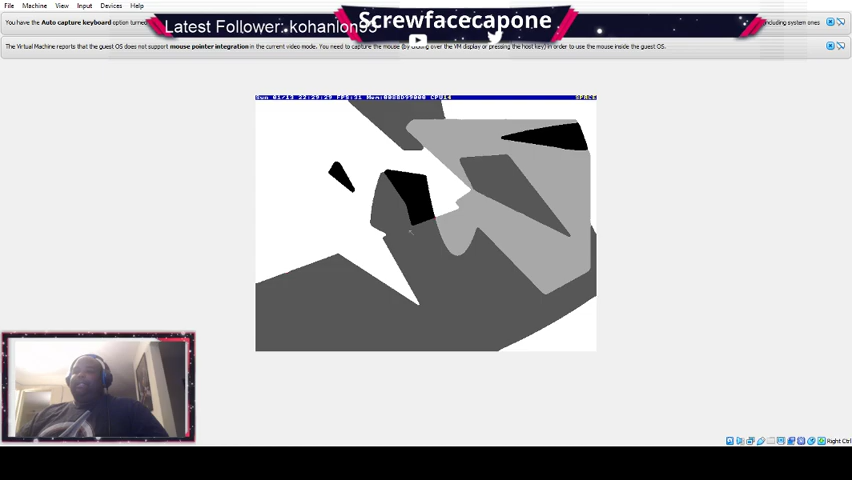 File Machine View Input Devices Help
Screwfacecapone
Latest Follower:kohanlon93
You have the Auto capture keyboard option turned
including system ones
The Virtual Machine reports that the guest OS does not support mouse pointer integration in the current video mode. You need to capture the mouse (by clicking over the VM display or pressing the host key) in order to use the mouse inside the guest OS.
SPACE
Right Ctrl